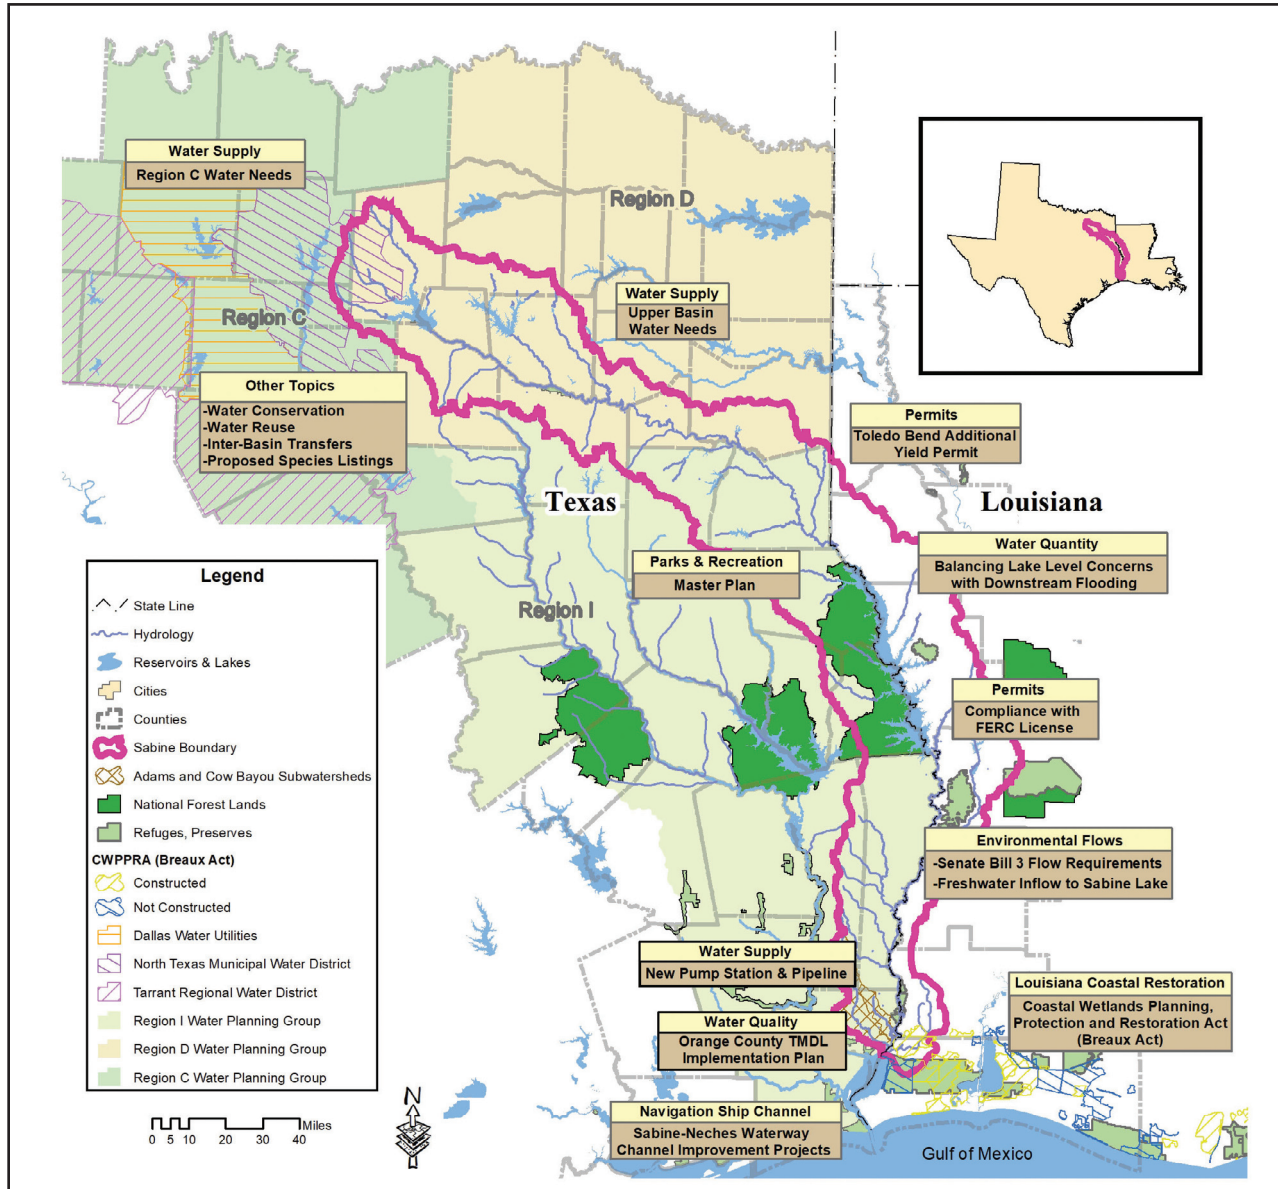 Water Supply
Region C Water Needs
Region D
Region C
Water Supply
Upper Basin
Water Needs
Other Topics
-Water Conservation
-Water Reuse
-Inter-Basin Transfers
-Proposed Species Listings
Permits
Toledo Bend Additional
Yield Permit
Texas
Louisiana
Water Quantity
Balancing Lake Level Concerns
with Downstream Flooding
Parks & Recreation
Master Plan
Region I
Permits
Compliance with
FERC License
Environmental Flows
-Senate Bill 3 Flow Requirements
-Freshwater Inflow to Sabine Lake
Water Supply
New Pump Station & Pipeline
Louisiana Coastal Restoration
Coastal Wetlands Planning,
Protection and Restoration Act
(Breaux Act)
Water Quality
Orange County TMDL
Implementation Plan
Navigation Ship Channel
Sabine-Neches Waterway
Channel Improvement Projects
Gulf of Mexico
Legend
State Line
Hydrology
Reservoirs & Lakes
Cities
Counties
Sabine Boundary
Adams and Cow Bayou Subwatersheds
National Forest Lands
Refuges, Preserves
CWPPRA (Breaux Act)
Constructed
Not Constructed
Dallas Water Utilities
North Texas Municipal Water District
Tarrant Regional Water District
Region I Water Planning Group
Region D Water Planning Group
Region C Water Planning Group
Miles
0 5 10 20 30 40
N